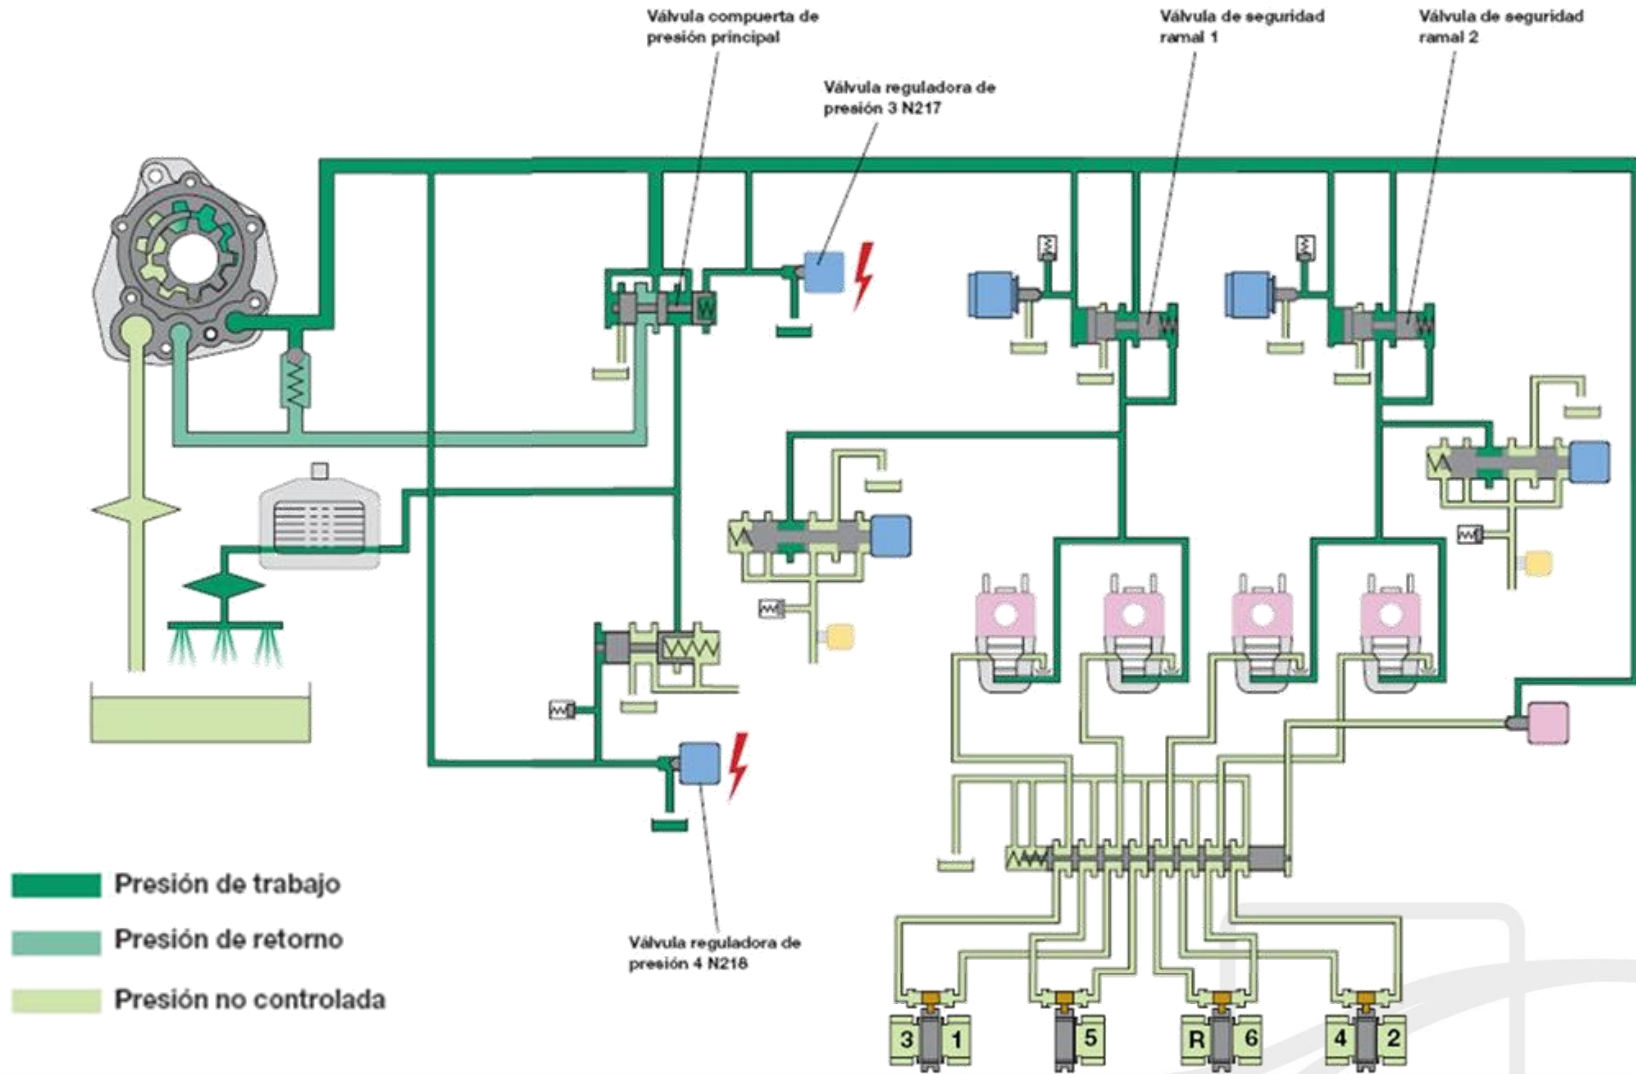 Válvula compuerta de
presión principal
Válvula de seguridad
ramal 1
Válvula de seguridad
ramal 2
Válvula reguladora de
presión 3 N217
Presión de trabajo
Presión de retorno
Presión no controlada
Válvula reguladora de
presión 4 N218
3 1 5 R 6 4 2